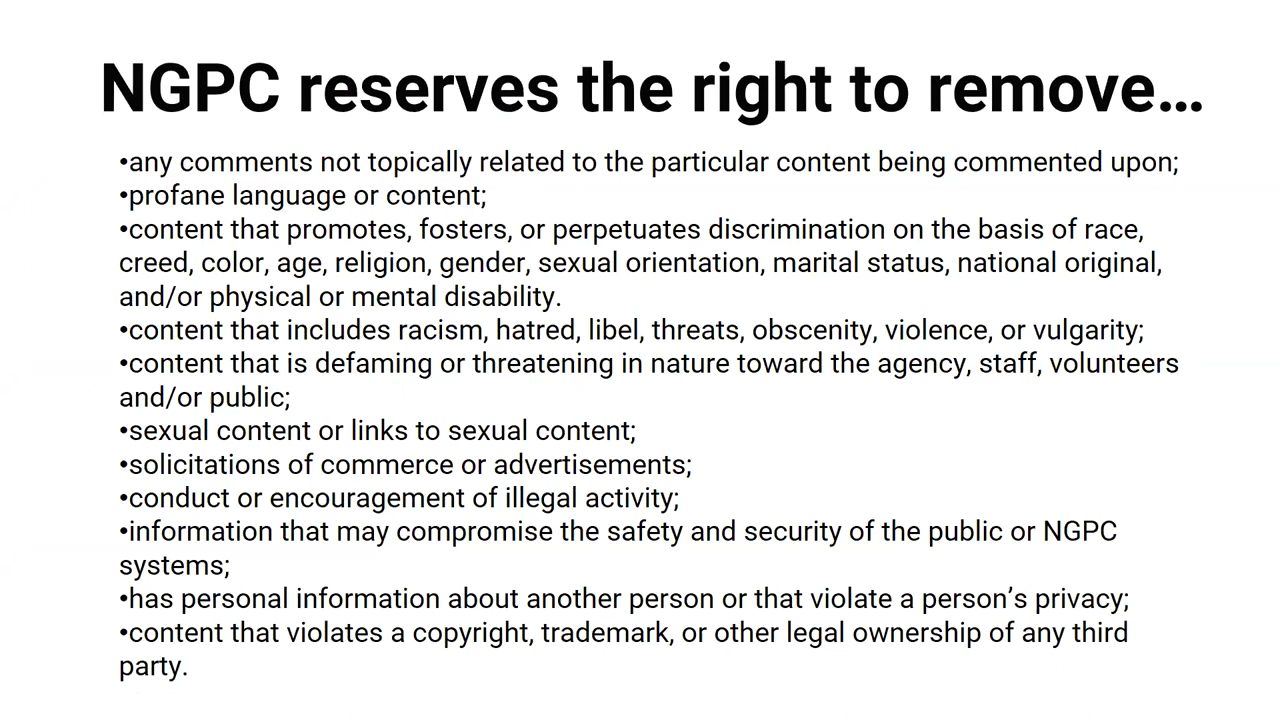 NGPC reserves the right to remove…
•any comments not topically related to the particular content being commented upon;
•profane language or content;
•content that promotes, fosters, or perpetuates discrimination on the basis of race,
creed, color, age, religion, gender, sexual orientation, marital status, national original,
and/or physical or mental disability.
•content that includes racism, hatred, libel, threats, obscenity, violence, or vulgarity;
•content that is defaming or threatening in nature toward the agency, staff, volunteers
and/or public;
•sexual content or links to sexual content;
•solicitations of commerce or advertisements;
•conduct or encouragement of illegal activity;
•information that may compromise the safety and security of the public or NGPC
systems;
•has personal information about another person or that violate a person’s privacy;
•content that violates a copyright, trademark, or other legal ownership of any third
party.